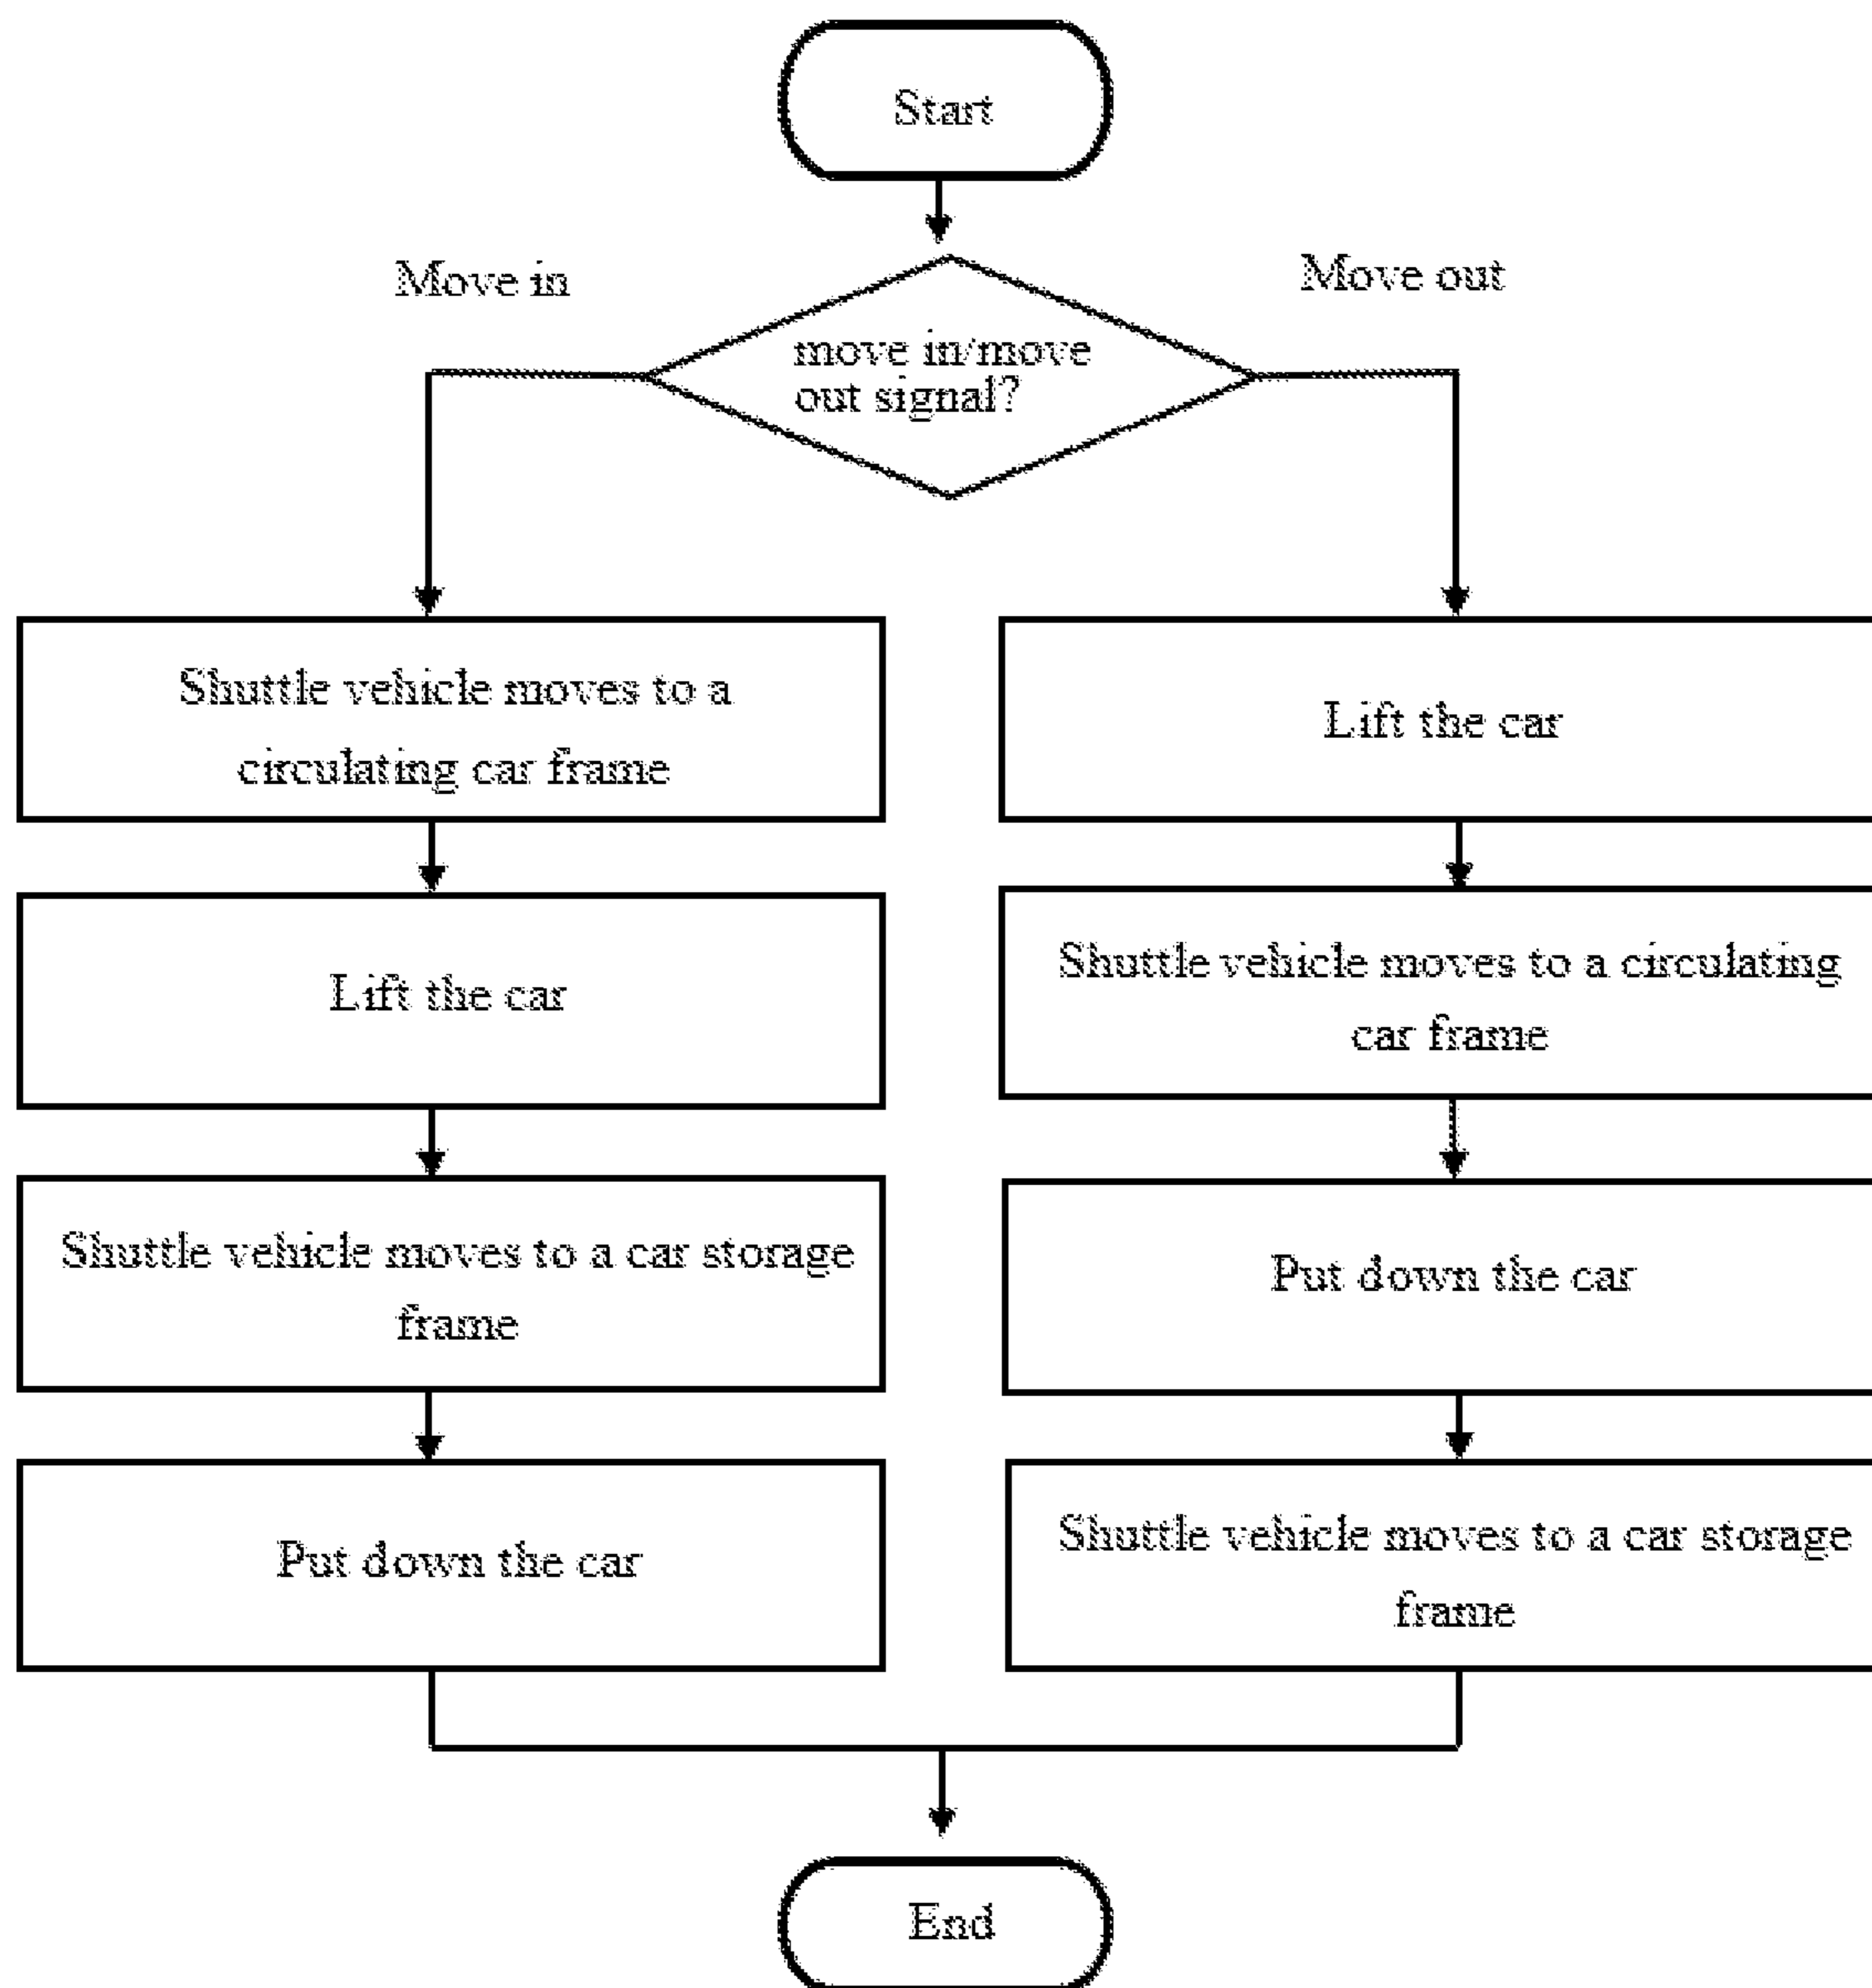 Start
Move in
Move out
move in/move
out signal?
Shuttle vehicle moves to a
circulating car frame
Lift the car
Shuttle vehicle moves to a car storage
frame
Put down the car
Lift the car
Shuttle vehicle moves to a circulating
car frame
Put down the car
Shuttle vehicle moves to a car storage
frame
End